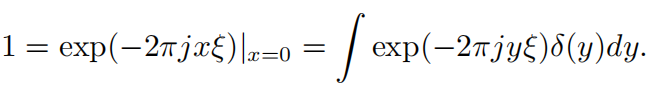 1 = exp(−2πjxξ)|ₓ₌₀ = ∫ exp(−2πjyξ)δ(y)dy.